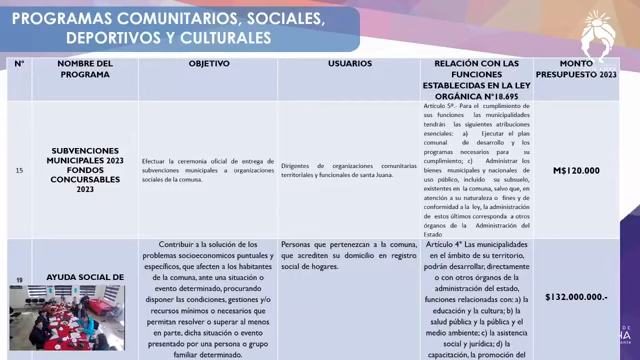 PROGRAMAS COMUNITARIOS, SOCIALES,
DEPORTIVOS Y CULTURALES
N°
NOMBRE DEL
PROGRAMA
OBJETIVO
USUARIOS
RELACIÓN CON LAS
FUNCIONES
ESTABLECIDAS EN LA LEY
ORGÁNICA N°18.695
MONTO
PRESUPUESTO 2023
15
SUBVENCIONES
MUNICIPALES 2023
FONDOS
CONCURSABLES
2023
Efectuar la ceremonia oficial de entrega de
subvenciones municipales a organizaciones
sociales de la comuna.
Dirigentes de organizaciones comunitarias
territoriales y funcionales de santa Juana.
Artículo 5º.- Para el cumplimiento de
sus funciones las municipalidades
tendrán las siguientes atribuciones
esenciales: a) Ejecutar el plan
comunal de desarrollo y los
programas necesarios para su
cumplimiento; c) Administrar los
bienes municipales y nacionales de
uso público, incluido su subsuelo,
existentes en la comuna, salvo que, en
atención a su naturaleza o fines y de
conformidad a la ley, la administración
de estos últimos corresponda a otros
órganos de la Administración del
Estado
M$120.000
19
AYUDA SOCIAL DE
Contribuir a la solución de los
problemas socioeconomicos puntuales y
específicos, que afecten a los habitantes
de la comuna, ante una situación o
evento determinado, procurando
disponer las condiciones, gestiones y/o
recursos mínimos o necesarios que
permitan resolver o superar al menos
en parte, dicha situación o evento
presentado por una persona o grupo
familiar determinado.
Personas que pertenezcan a la comuna,
que acrediten su domicilio en registro
social de hogares.
Artículo 4° Las municipalidades
en el ámbito de su territorio,
podrán desarrollar, directamente
o con otros órganos de la
administración del estado,
funciones relacionadas con: a) la
educación y la cultura; b) la
salud pública y la pública y el
medio ambiente; c) la asistencia
social y jurídica; d) la
capacitación, la promoción del
$132.000.000.-